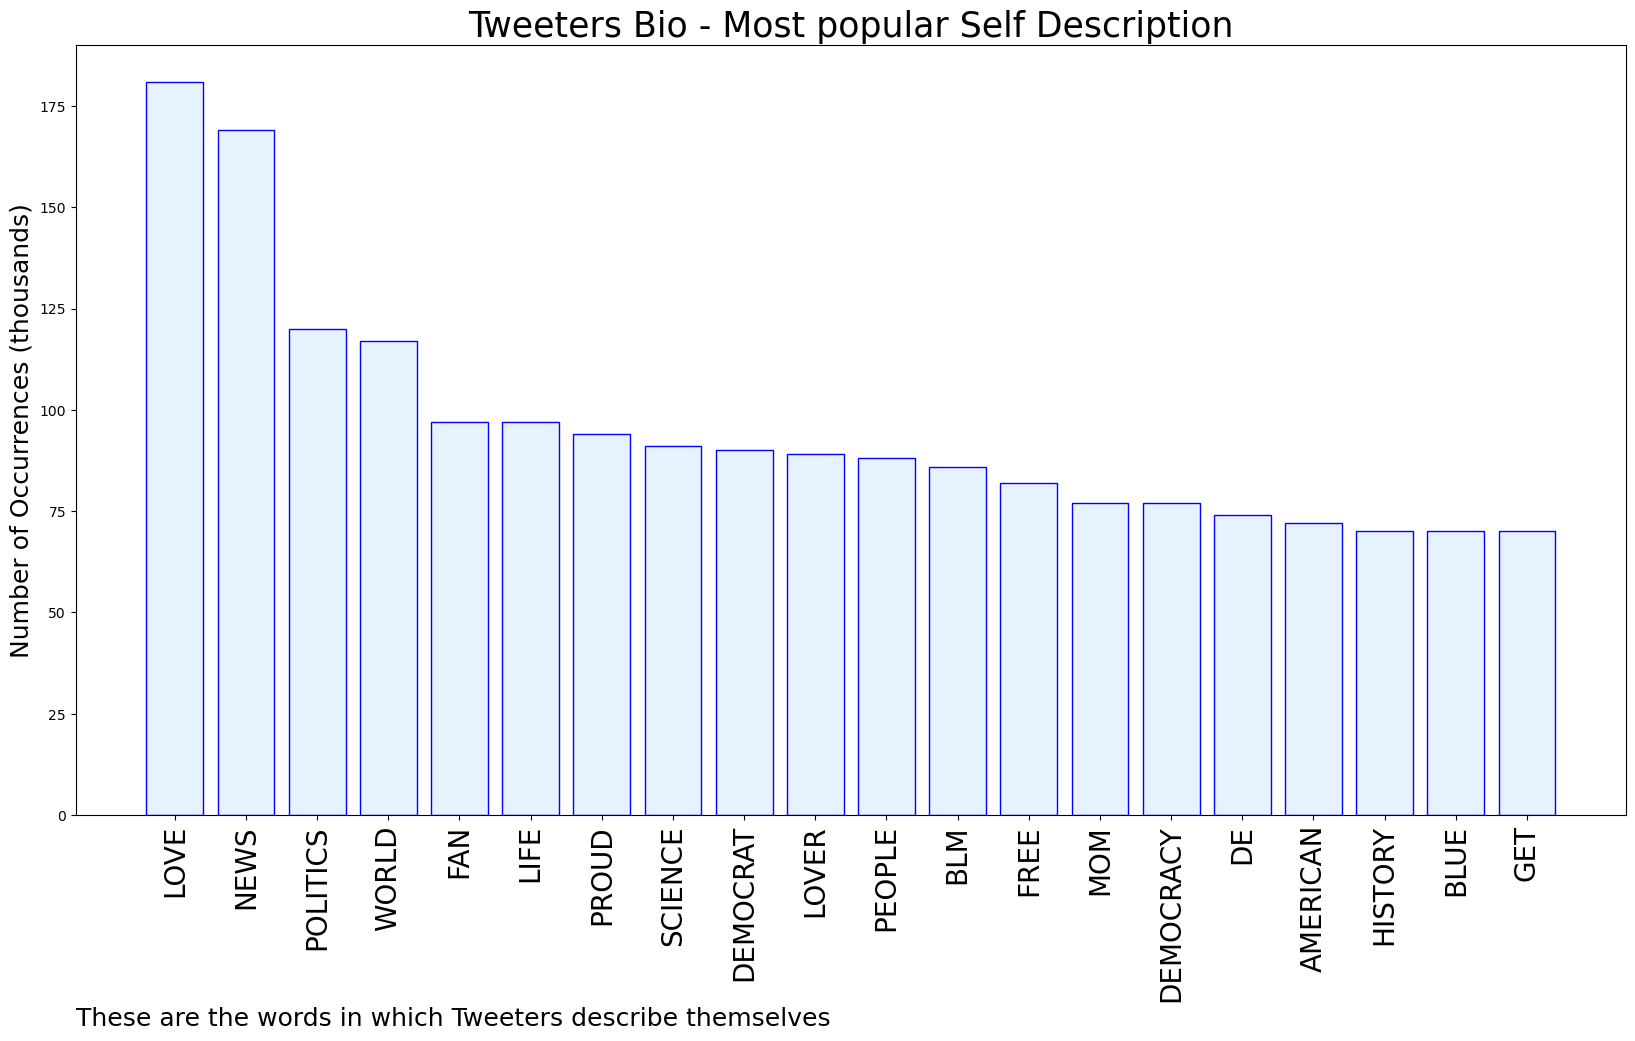 Tweeters Bio - Most popular Self Description
Number of Occurrences (thousands)
175
150
125
100
75
50
25
0
LOVE
NEWS
POLITICS
WORLD
FAN
LIFE
PROUD
SCIENCE
DEMOCRAT
LOVER
PEOPLE
BLM
FREE
MOM
DEMOCRACY
DE
AMERICAN
HISTORY
BLUE
GET
These are the words in which Tweeters describe themselves